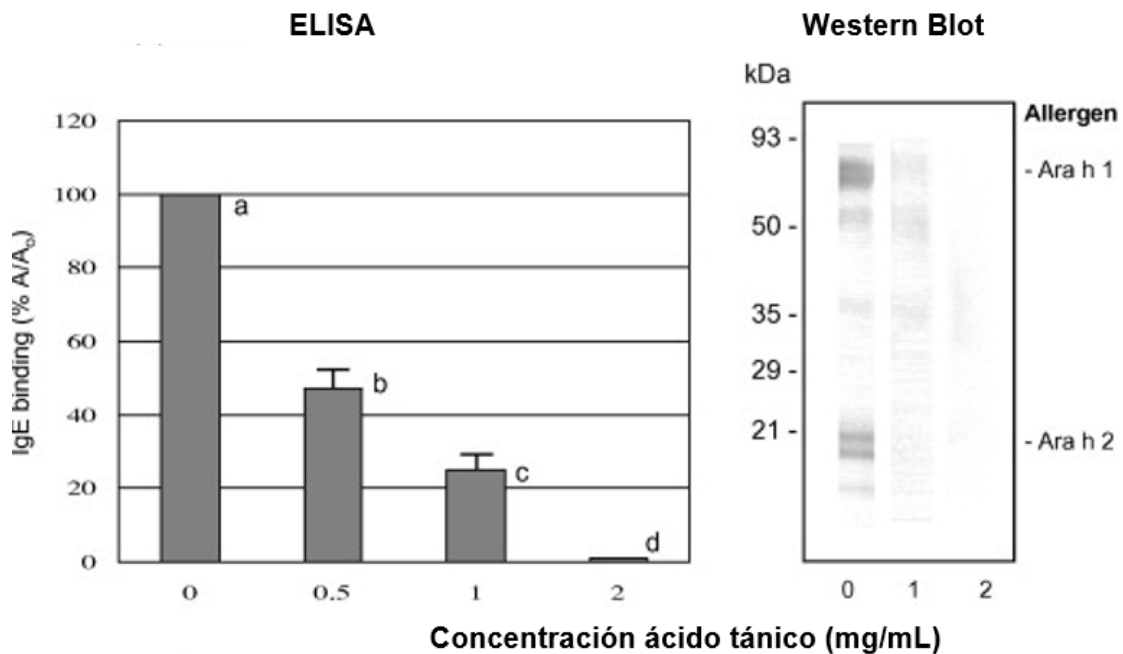 ELISA
IgE binding (% A/A₀)
120
100
80
60
40
20
0
a
b
c
d
0 0.5 1 2
Western Blot
kDa
93 -
50 -
35 -
29 -
21 -
Allergen
- Ara h 1
- Ara h 2
0 1 2
Concentración ácido tánico (mg/mL)